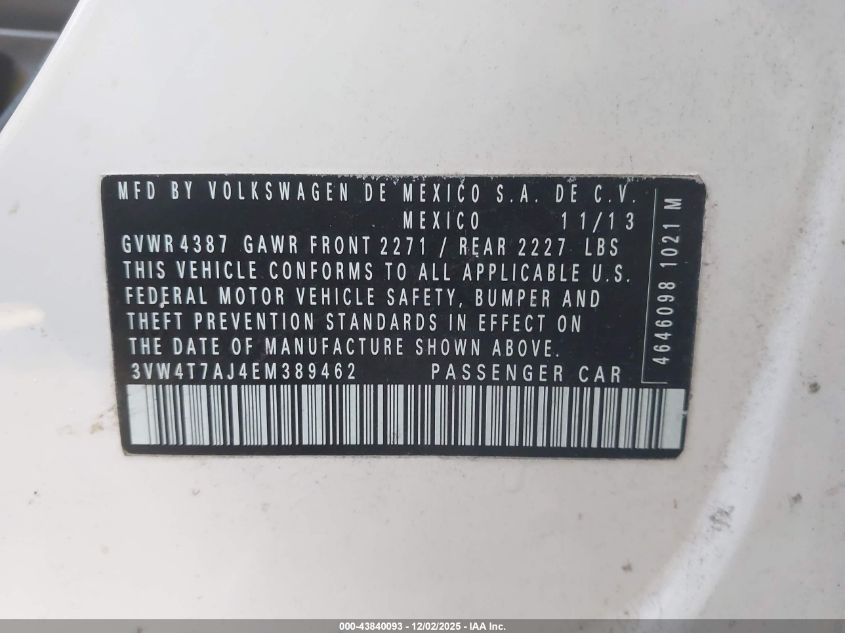 MFD BY VOLKSWAGEN DE MEXICO S.A. DE C.V.
MEXICO 11/13
GVWR 4387 GAWR FRONT 2271 / REAR 2227 LBS
THIS VEHICLE CONFORMS TO ALL APPLICABLE U.S.
FEDERAL MOTOR VEHICLE SAFETY, BUMPER AND
THEFT PREVENTION STANDARDS IN EFFECT ON
THE DATE OF MANUFACTURE SHOWN ABOVE.
3VW4T7AJ4EM389462 PASSENGER CAR
4646098 1021 M
000-43840093 - 12/02/2025 - IAA Inc.